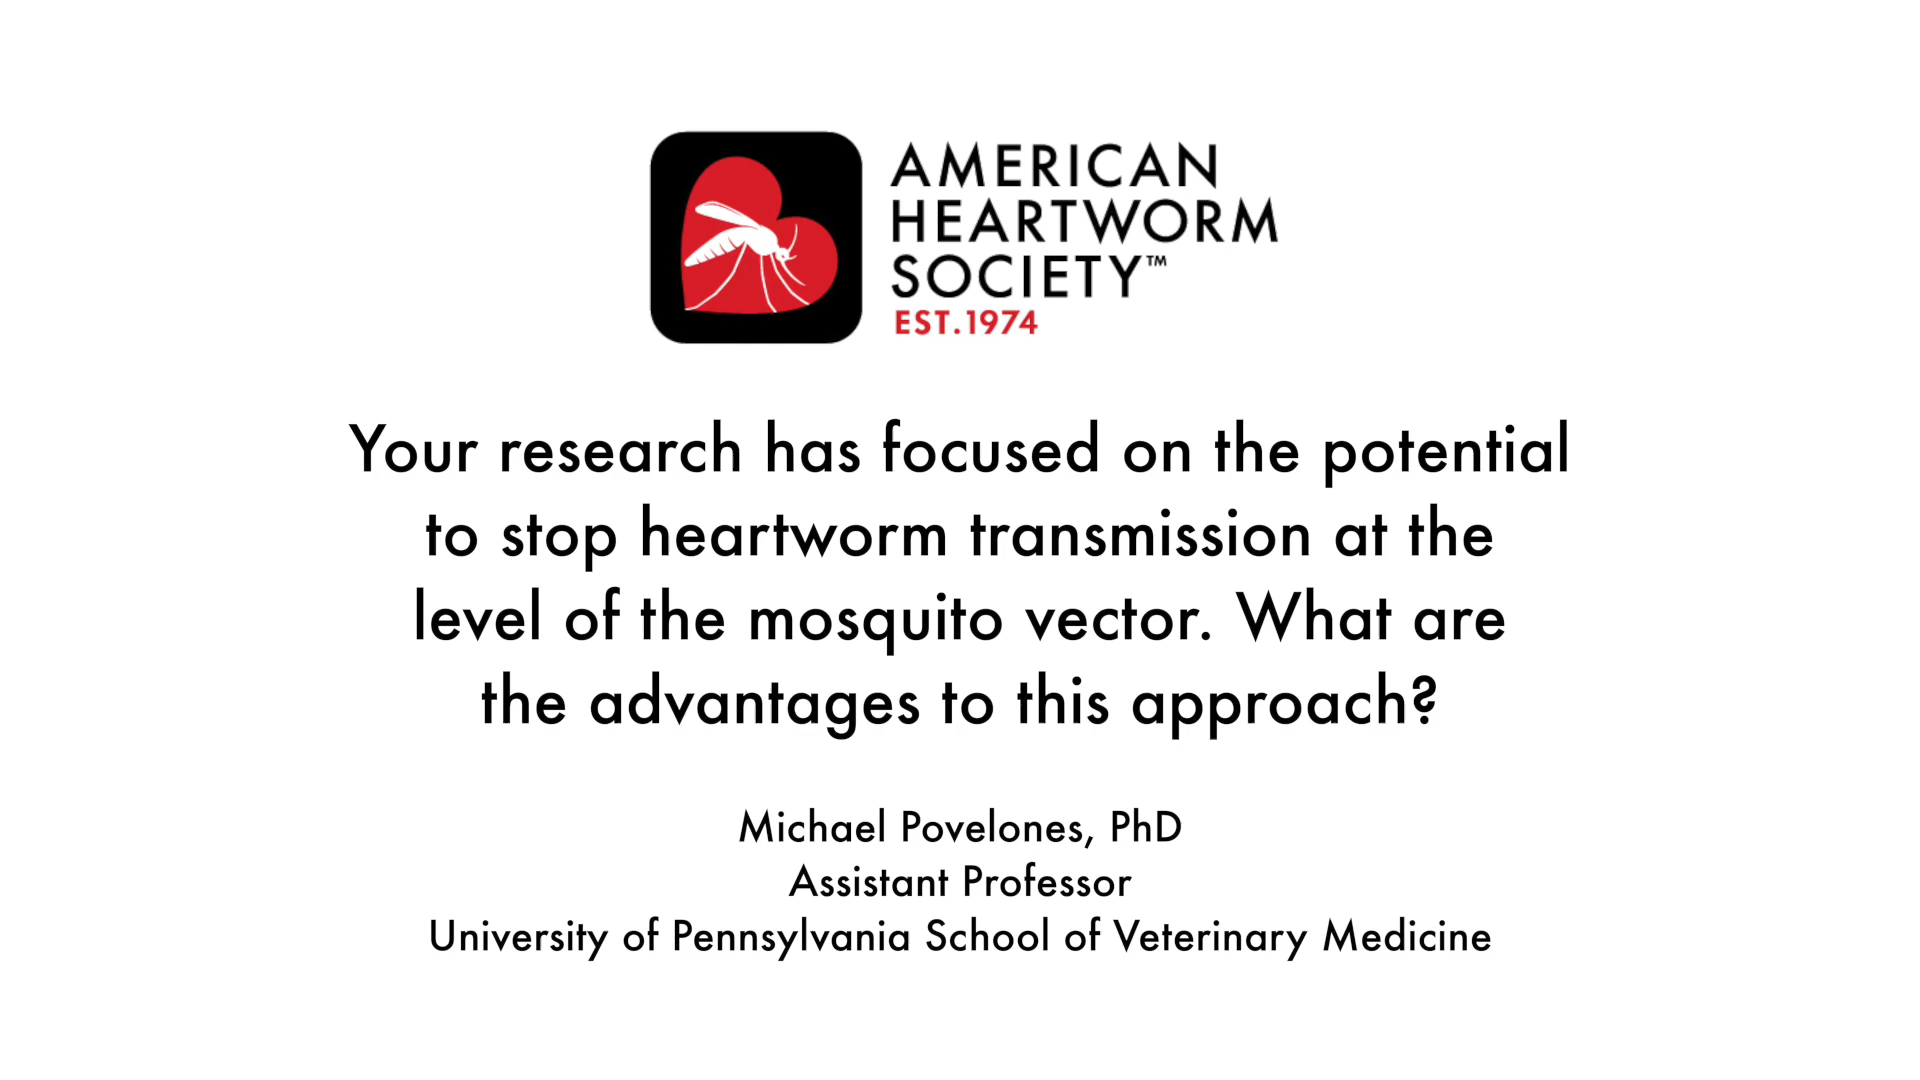 AMERICAN
HEARTWORM
SOCIETY™
EST.1974
Your research has focused on the potential
to stop heartworm transmission at the
level of the mosquito vector. What are
the advantages to this approach?
Michael Povelones, PhD
Assistant Professor
University of Pennsylvania School of Veterinary Medicine